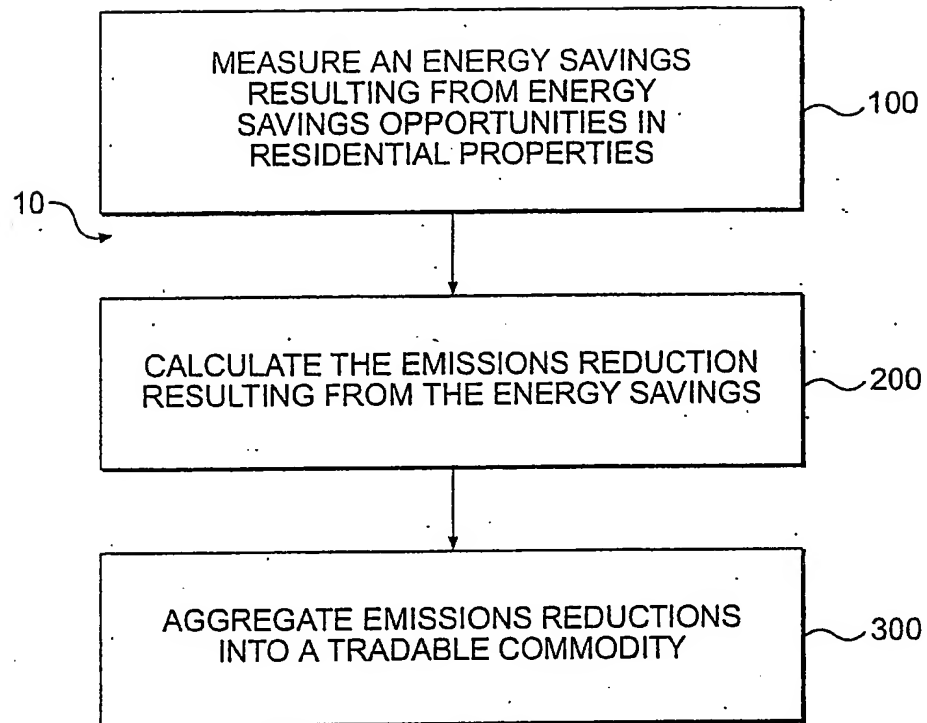 MEASURE AN ENERGY SAVINGS
RESULTING FROM ENERGY
SAVINGS OPPORTUNITIES IN
RESIDENTIAL PROPERTIES
100
10
CALCULATE THE EMISSIONS REDUCTION
RESULTING FROM THE ENERGY SAVINGS
200
AGGREGATE EMISSIONS REDUCTIONS
INTO A TRADABLE COMMODITY
300